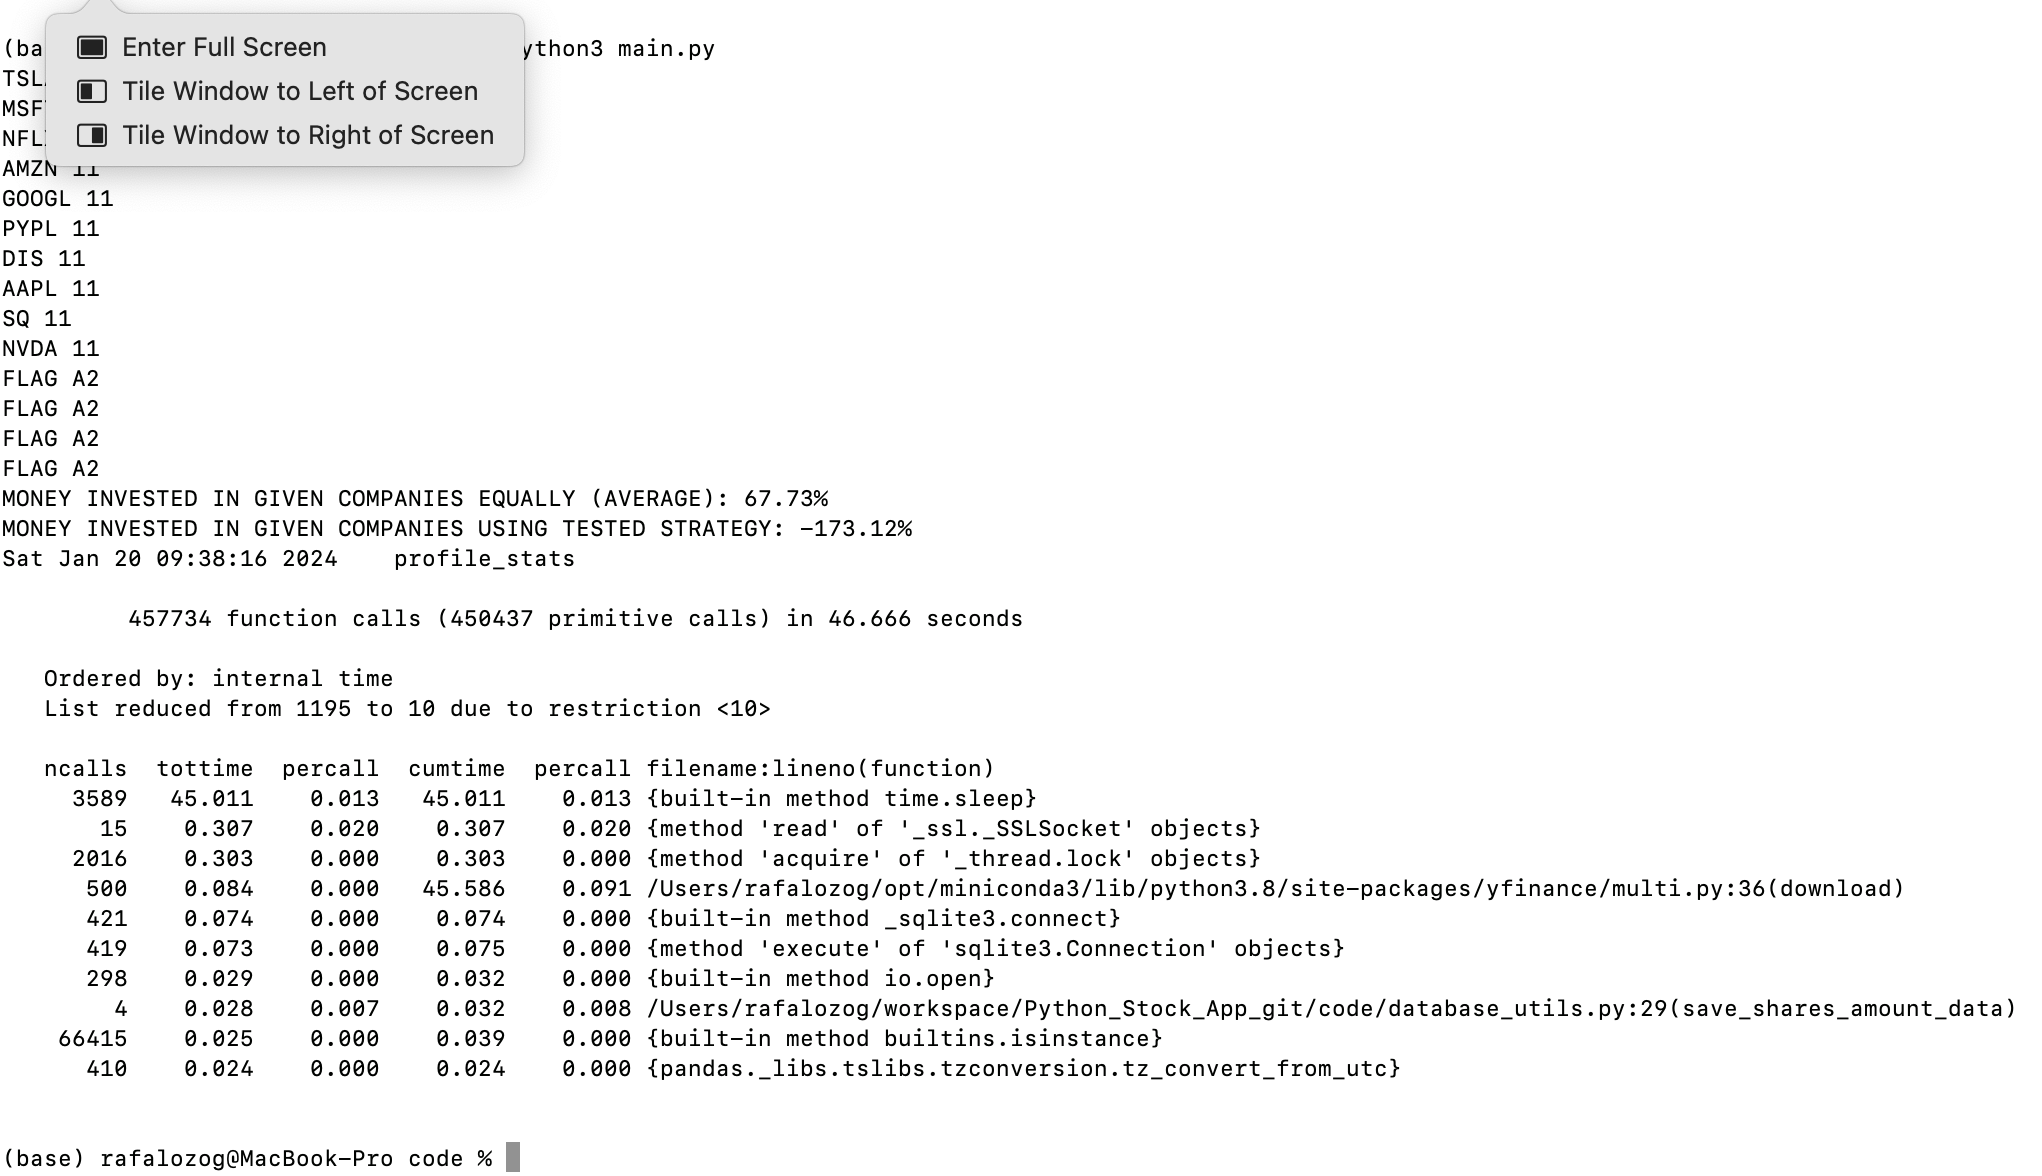 Enter Full Screen
Tile Window to Left of Screen
Tile Window to Right of Screen
(ba ython3 main.py
TSL
MSF
NFL
AMZN 11
GOOGL 11
PYPL 11
DIS 11
AAPL 11
SQ 11
NVDA 11
FLAG A2
FLAG A2
FLAG A2
FLAG A2
MONEY INVESTED IN GIVEN COMPANIES EQUALLY (AVERAGE): 67.73%
MONEY INVESTED IN GIVEN COMPANIES USING TESTED STRATEGY: -173.12%
Sat Jan 20 09:38:16 2024    profile_stats
457734 function calls (450437 primitive calls) in 46.666 seconds
Ordered by: internal time
List reduced from 1195 to 10 due to restriction <10>
ncalls  tottime  percall  cumtime  percall filename:lineno(function)
3589   45.011    0.013   45.011    0.013 {built-in method time.sleep}
15    0.307    0.020    0.307    0.020 {method 'read' of '_ssl._SSLSocket' objects}
2016    0.303    0.000    0.303    0.000 {method 'acquire' of '_thread.lock' objects}
500    0.084    0.000   45.586    0.091 /Users/rafalozog/opt/miniconda3/lib/python3.8/site-packages/yfinance/multi.py:36(download)
421    0.074    0.000    0.074    0.000 {built-in method _sqlite3.connect}
419    0.073    0.000    0.075    0.000 {method 'execute' of 'sqlite3.Connection' objects}
298    0.029    0.000    0.032    0.000 {built-in method io.open}
4    0.028    0.007    0.032    0.008 /Users/rafalozog/workspace/Python_Stock_App_git/code/database_utils.py:29(save_shares_amount_data)
66415    0.025    0.000    0.039    0.000 {built-in method builtins.isinstance}
410    0.024    0.000    0.024    0.000 {pandas._libs.tslibs.tzconversion.tz_convert_from_utc}
(base) rafalozog@MacBook-Pro code %